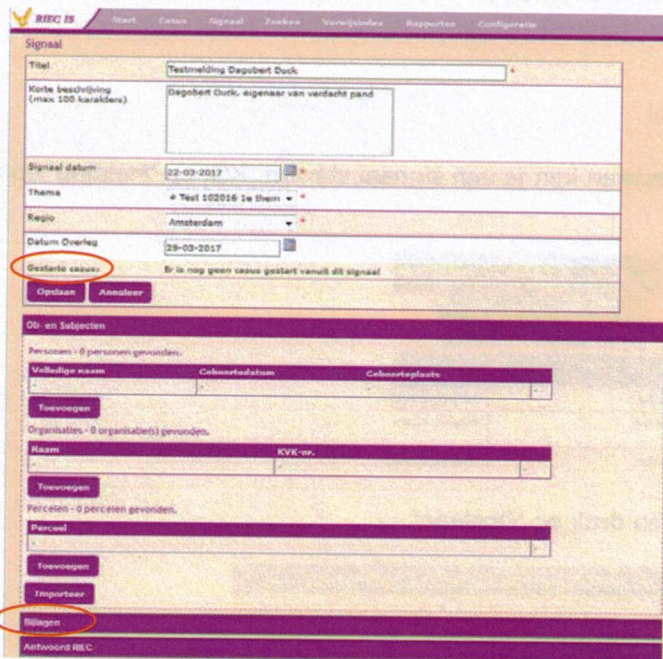 RIEC IS Start Casus Signaal Zoeken Verwijsindex Rapporten Configuratie
Signaal
Titel Testmelding Dagobert Duck *
Korte beschrijving Dagobert Duck, eigenaar van verdacht pand
(max 100 karakters)
Signaal datum 22-03-2017 *
Thema # Test 102016 1e them *
Regio Amsterdam *
Datum Overleg 29-03-2017
Gestarte casus: Er is nog geen casus gestart vanuit dit signaal
Opslaan Annuleer
Ob- en Subjecten
Personen - 0 personen gevonden.
Volledige naam Geboortedatum Geboorteplaats
- - -
Toevoegen
Organisaties - 0 organisatie(s) gevonden.
Naam KVK-nr.
- - -
Toevoegen
Percelen - 0 percelen gevonden.
Perceel
- -
Toevoegen
Importeer
Bijlagen
Antwoord RIEC